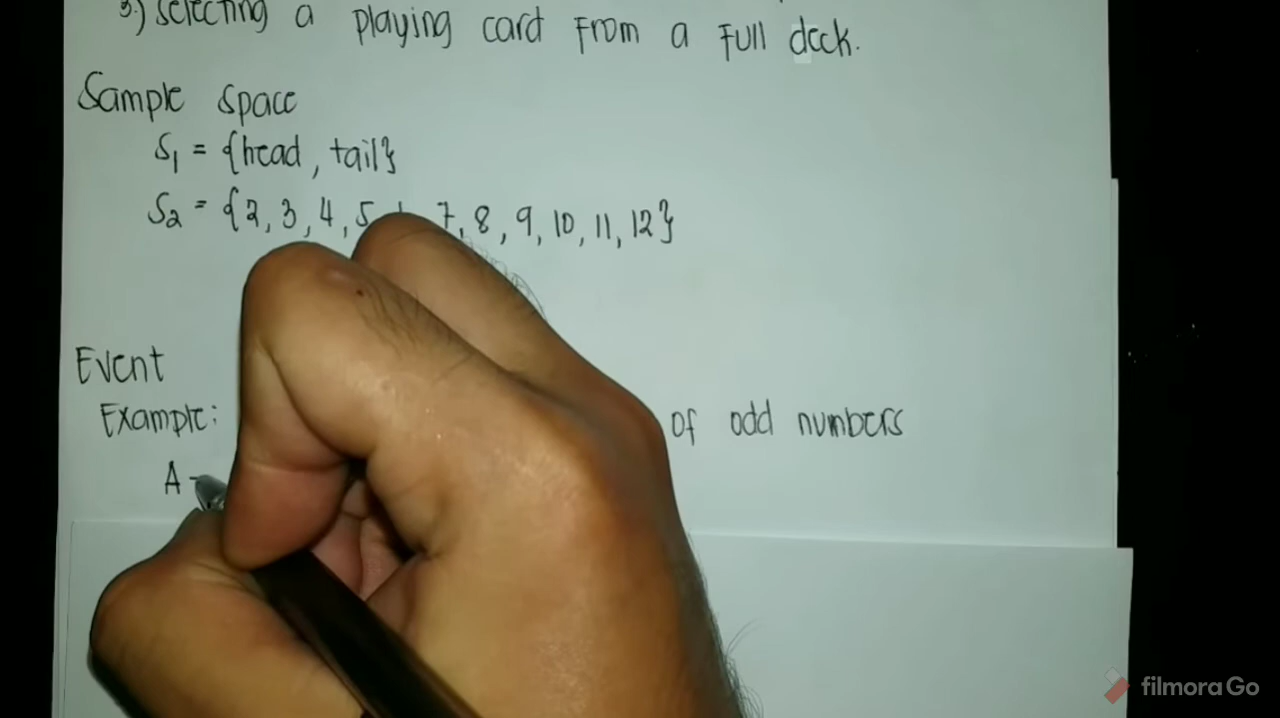 3.) Selecting a playing card from a full deck.
Sample space
S1 = {head, tail}
S2 = {2, 3, 4, 5, 7, 8, 9, 10, 11, 12}
Event
Example: of odd numbers
A
filmoraGo